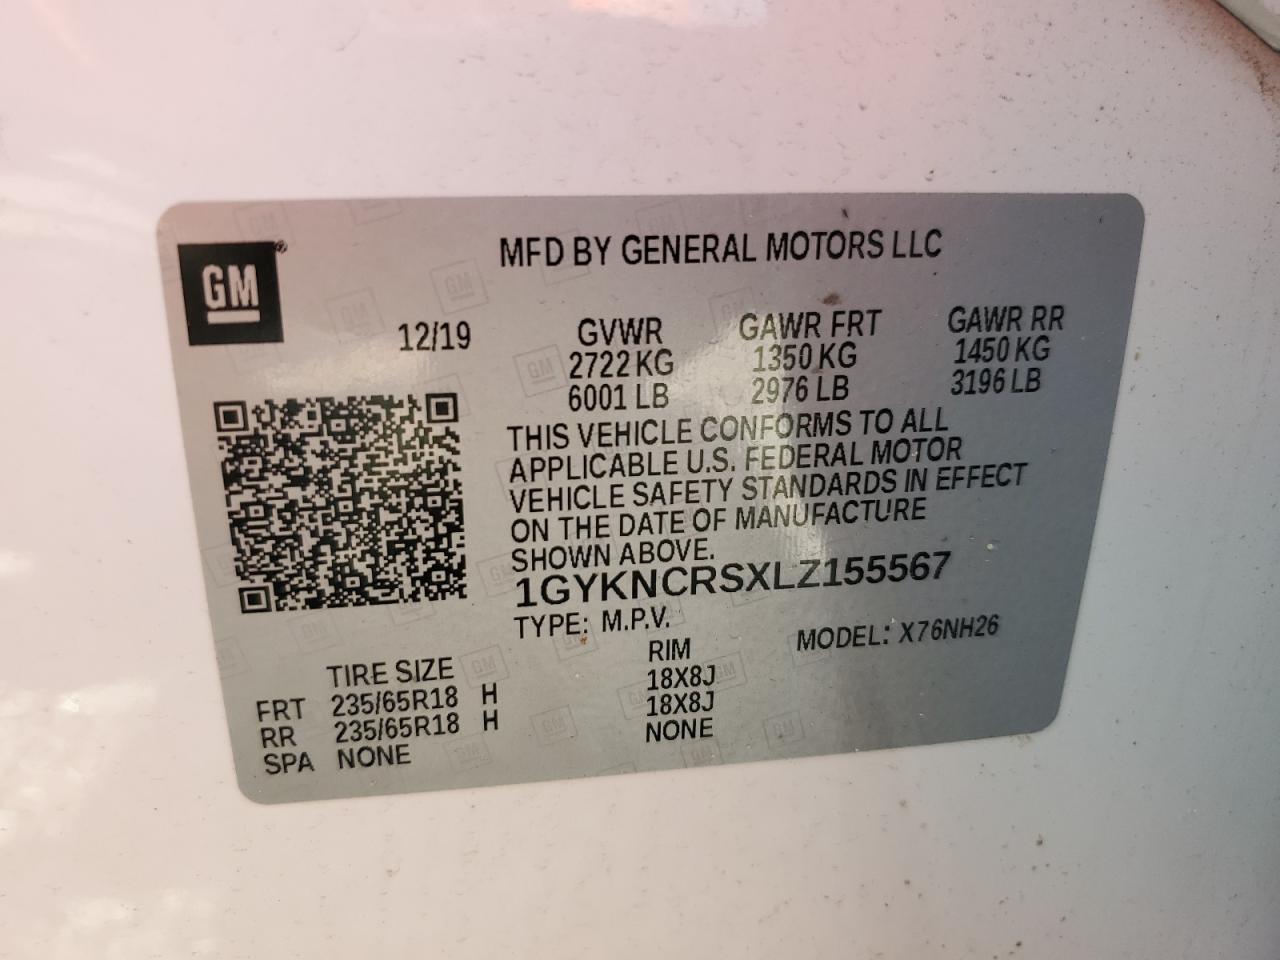 GM®
MFD BY GENERAL MOTORS LLC
12/19 GVWR GAWR FRT GAWR RR
2722 KG 1350 KG 1450 KG
6001 LB 2976 LB 3196 LB
THIS VEHICLE CONFORMS TO ALL
APPLICABLE U.S. FEDERAL MOTOR
VEHICLE SAFETY STANDARDS IN EFFECT
ON THE DATE OF MANUFACTURE
SHOWN ABOVE.
1GYKNCRSXLZ155567
TYPE: M.P.V. MODEL: X76NH26
TIRE SIZE RIM
FRT 235/65R18 H 18X8J
RR 235/65R18 H 18X8J
SPA NONE NONE